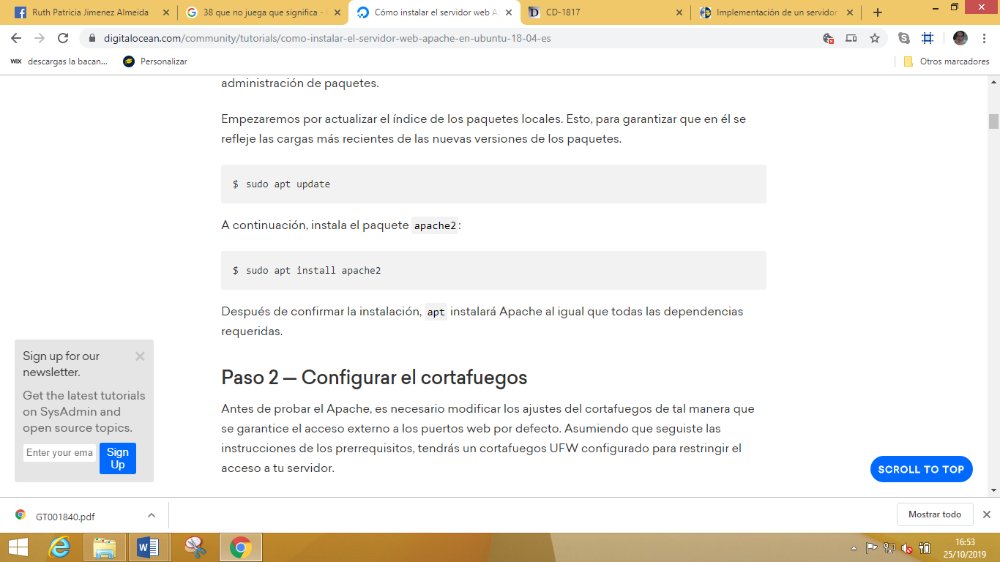 Ruth Patricia Jimenez Almeida
38 que no juega que significa -
Cómo instalar el servidor web A
CD-1817
Implementación de un servidor
digitalocean.com/community/tutorials/como-instalar-el-servidor-web-apache-en-ubuntu-18-04-es
WIX descargas la bacan...
Personalizar
Otros marcadores
administración de paquetes.
Empezaremos por actualizar el índice de los paquetes locales. Esto, para garantizar que en él se
refleje las cargas más recientes de las nuevas versiones de los paquetes.
$ sudo apt update
A continuación, instala el paquete apache2:
$ sudo apt install apache2
Después de confirmar la instalación, apt instalará Apache al igual que todas las dependencias
requeridas.
Paso 2 — Configurar el cortafuegos
Antes de probar el Apache, es necesario modificar los ajustes del cortafuegos de tal manera que
se garantice el acceso externo a los puertos web por defecto. Asumiendo que seguiste las
instrucciones de los prerrequisitos, tendrás un cortafuegos UFW configurado para restringir el
acceso a tu servidor.
Sign up for our
newsletter.
Get the latest tutorials
on SysAdmin and
open source topics.
Enter your ema
Sign
Up
SCROLL TO TOP
GT001840.pdf
Mostrar todo
16:53
25/10/2019